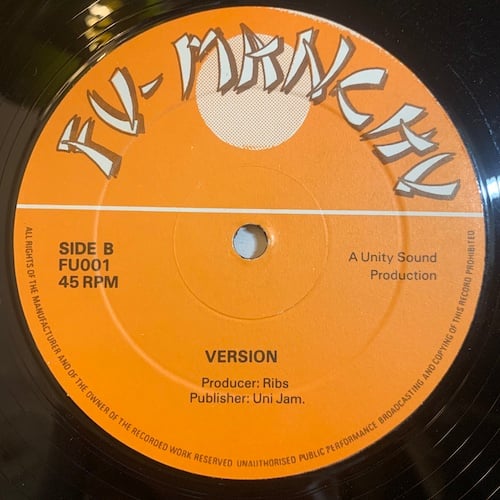 FU-MANCHU
SIDE B
FU001
45 RPM
A Unity Sound
Production
VERSION
Producer: Ribs
Publisher: Uni Jam.
ALL RIGHTS OF THE MANUFACTURER AND OF THE OWNER OF THE RECORDED WORK RESERVED UNAUTHORISED PUBLIC PERFORMANCE BROADCASTING AND COPYING OF THIS RECORD PROHIBITED